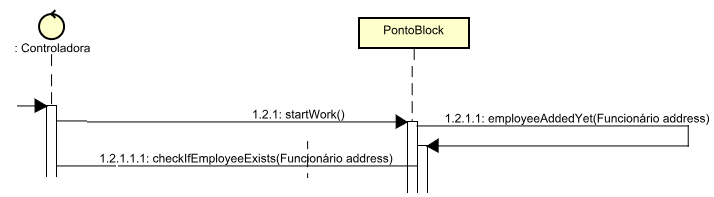 PontoBlock
: Controladora
1.2.1: startWork()
1.2.1.1: employeeAddedYet(Funcionário address)
1.2.1.1.1: checkIfEmployeeExists(Funcionário address)